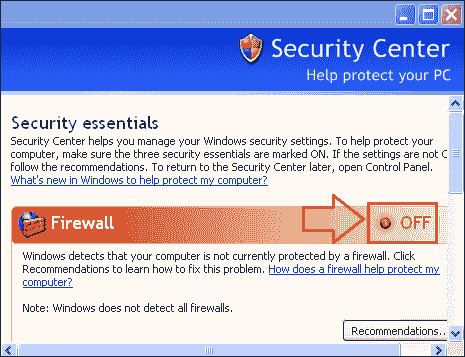 Security Center
Help protect your PC
Security essentials
Security Center helps you manage your Windows security settings. To help protect your
computer, make sure the three security essentials are marked ON. If the settings are not O
follow the recommendations. To return to the Security Center later, open Control Panel.
What's new in Windows to help protect my computer?
Firewall
OFF
Windows detects that your computer is not currently protected by a firewall. Click
Recommendations to learn how to fix this problem. How does a firewall help protect my
computer?
Note: Windows does not detect all firewalls.
Recommendations..